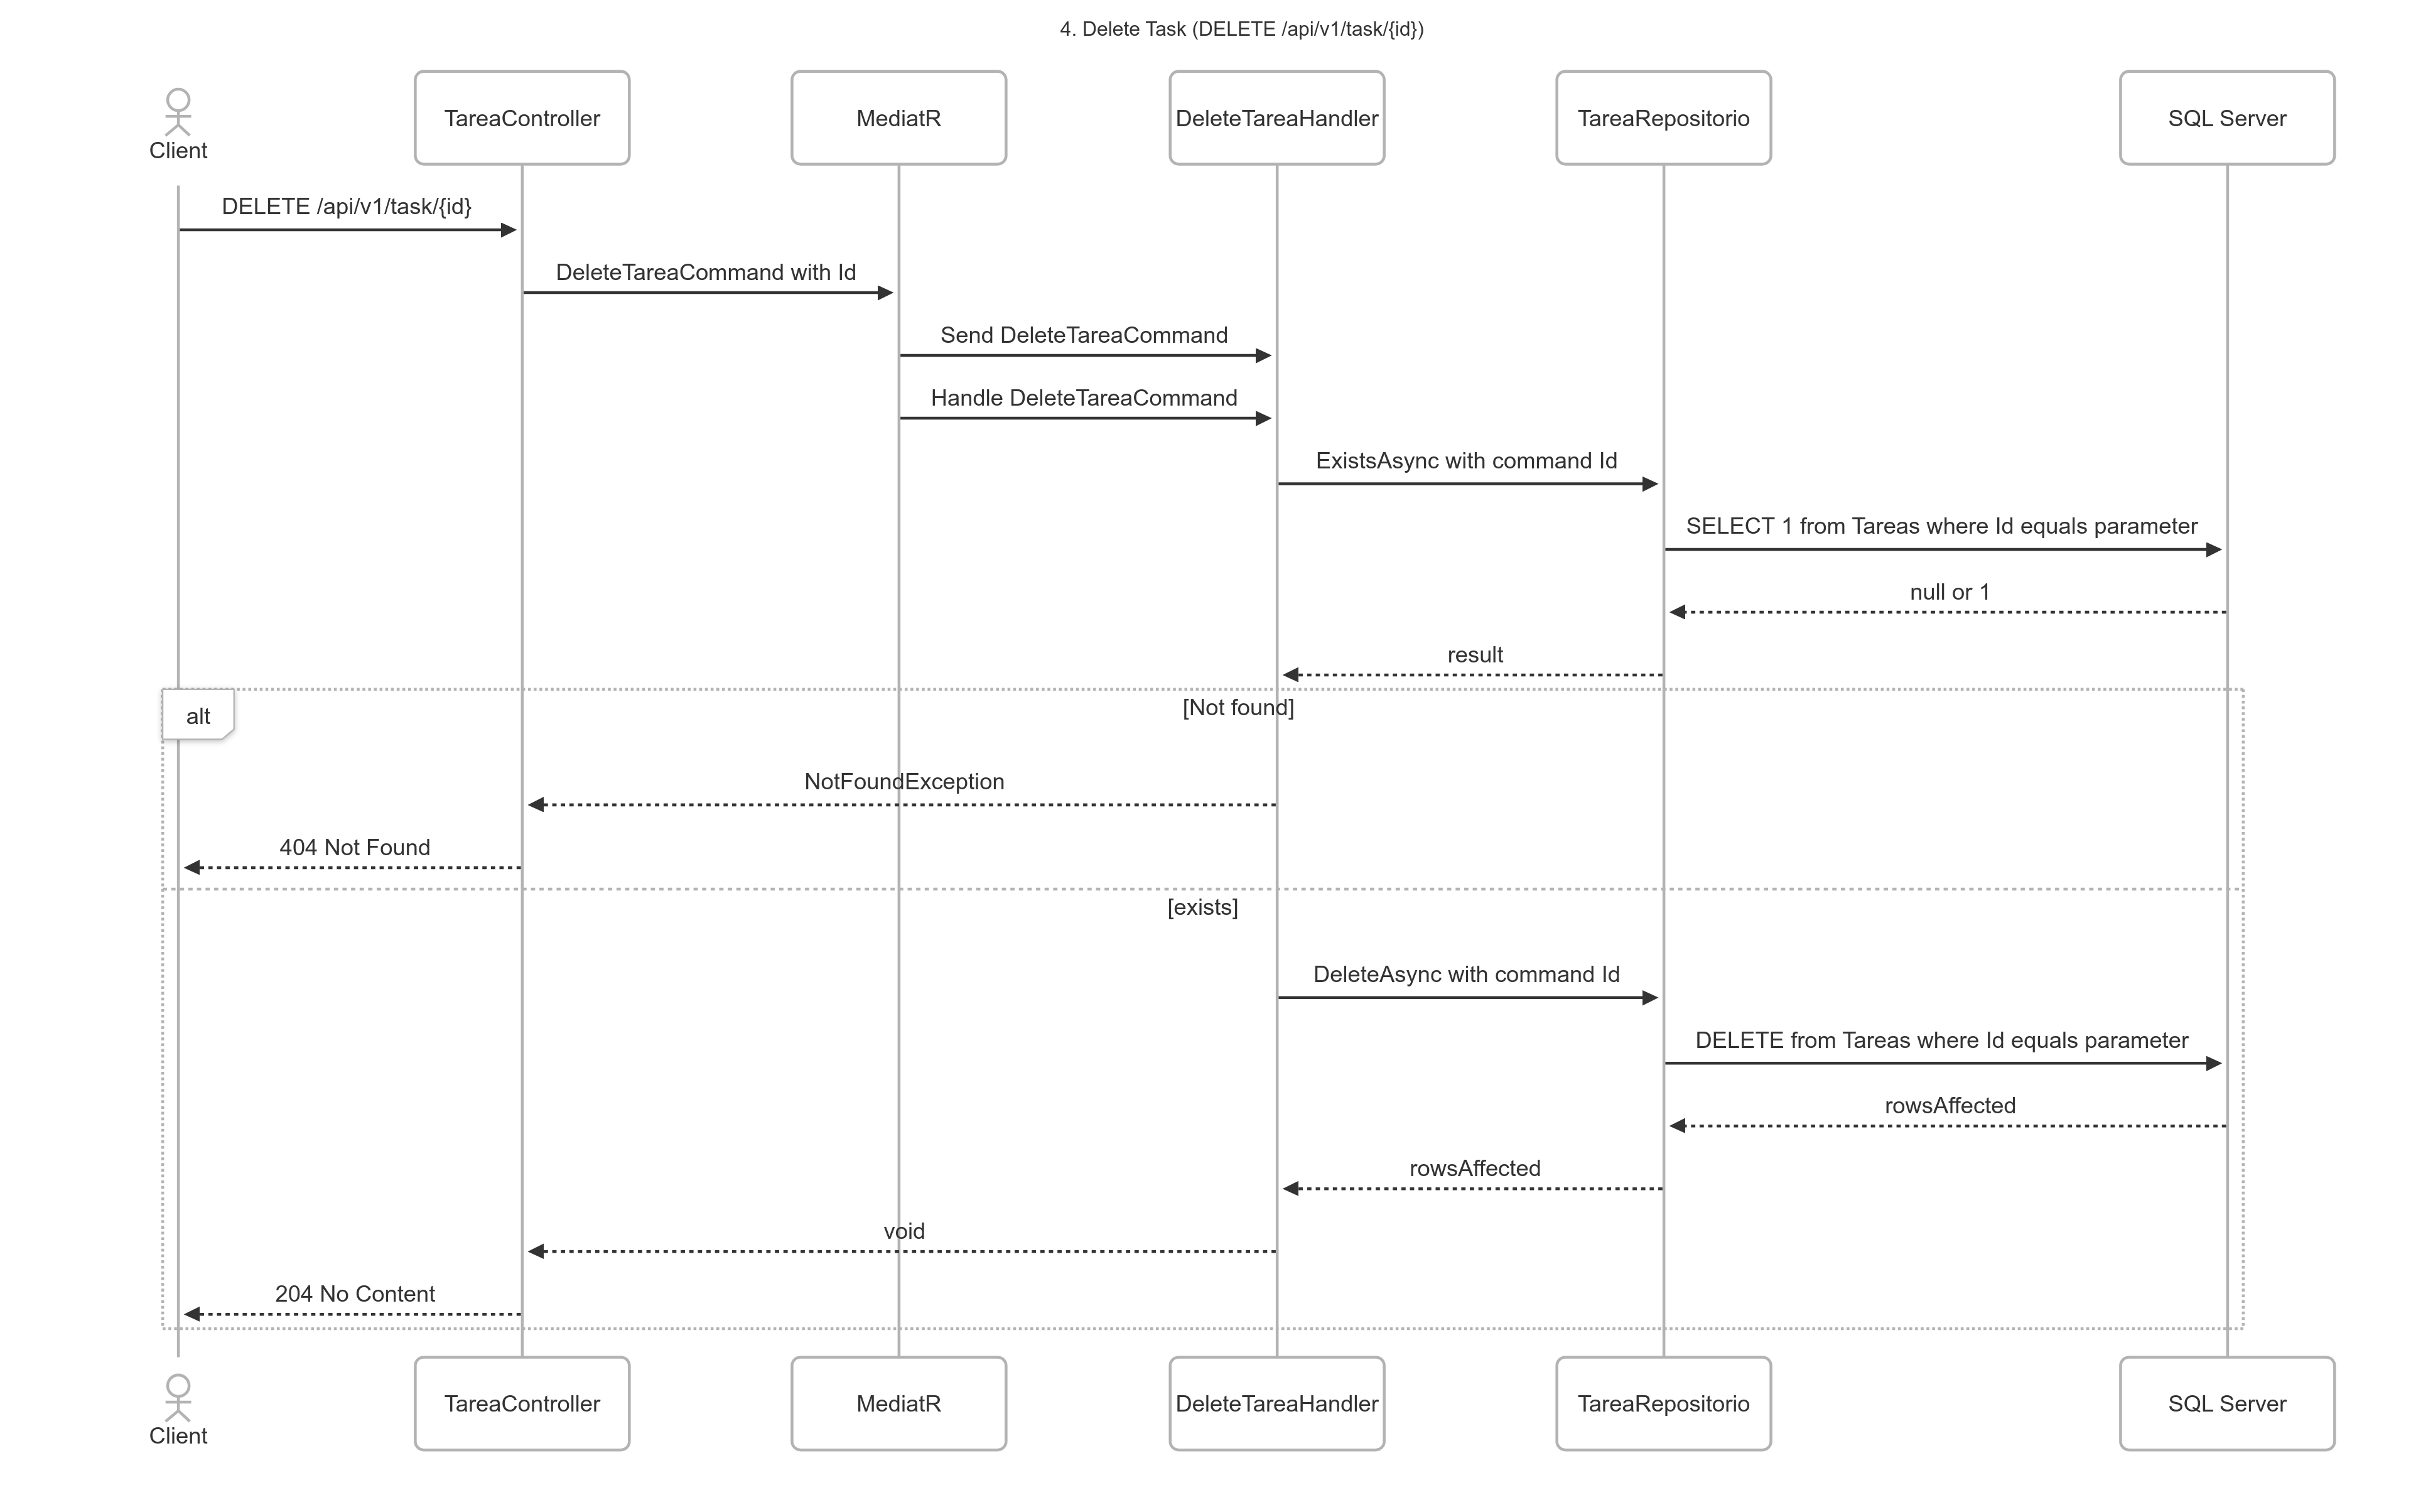 4. Delete Task (DELETE /api/v1/task/{id})
Client
TareaController
MediatR
DeleteTareaHandler
TareaRepositorio
SQL Server
DELETE /api/v1/task/{id}
DeleteTareaCommand with Id
Send DeleteTareaCommand
Handle DeleteTareaCommand
ExistsAsync with command Id
SELECT 1 from Tareas where Id equals parameter
null or 1
result
alt
[Not found]
NotFoundException
404 Not Found
[exists]
DeleteAsync with command Id
DELETE from Tareas where Id equals parameter
rowsAffected
rowsAffected
void
204 No Content
Client
TareaController
MediatR
DeleteTareaHandler
TareaRepositorio
SQL Server